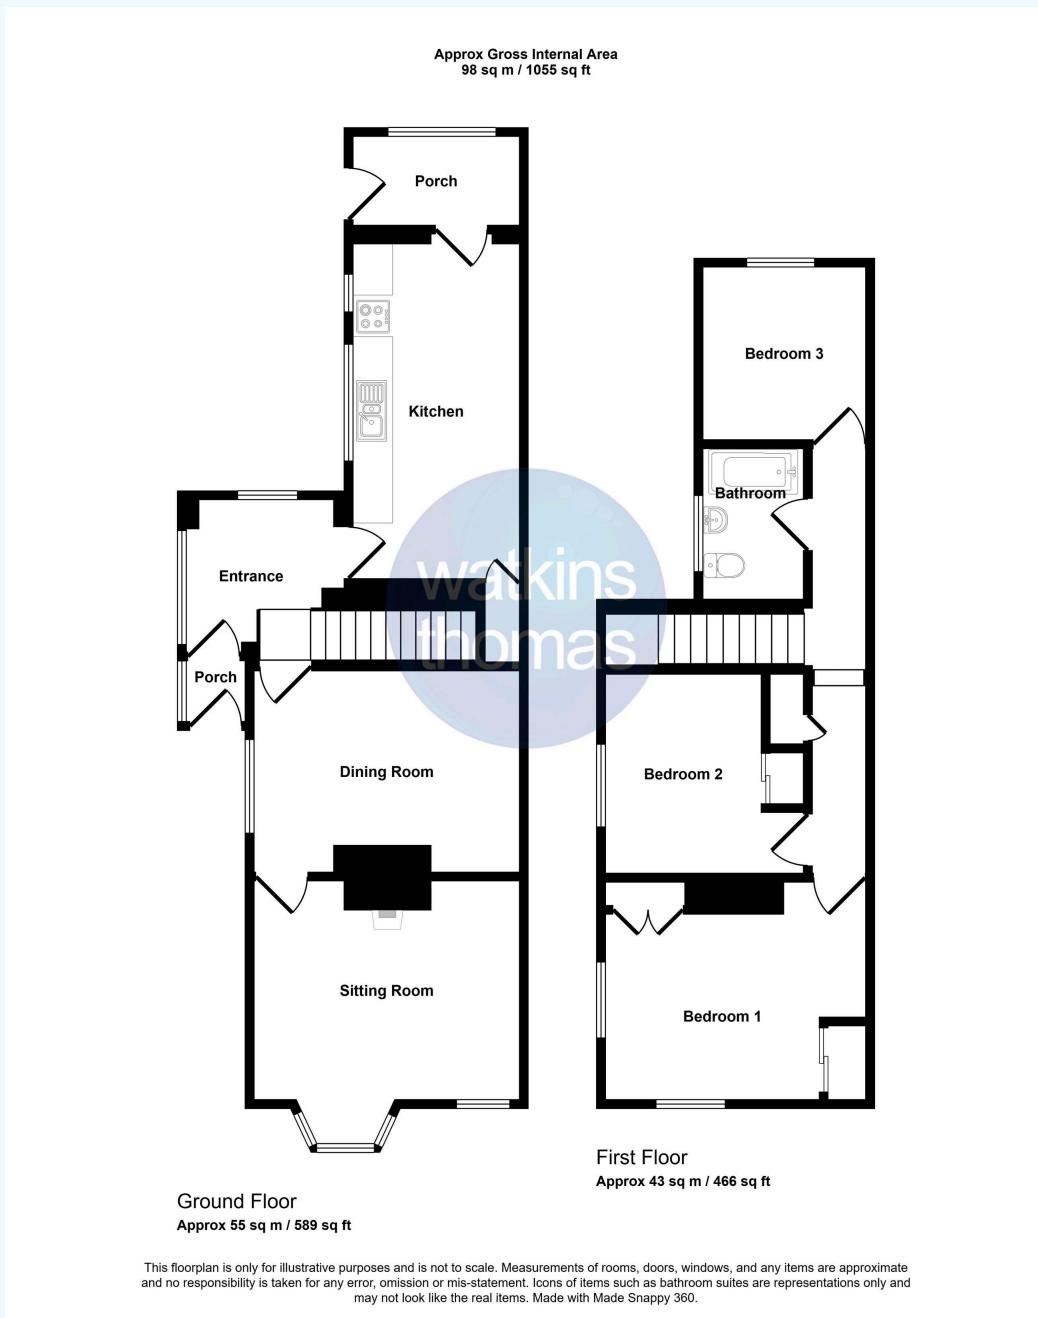 Approx Gross Internal Area
98 sq m / 1055 sq ft
Porch
Kitchen
Entrance
Porch
Dining Room
Sitting Room
Bedroom 3
Bathroom
Bedroom 2
Bedroom 1
watkins
thomas
Ground Floor
Approx 55 sq m / 589 sq ft
First Floor
Approx 43 sq m / 466 sq ft
This floorplan is only for illustrative purposes and is not to scale. Measurements of rooms, doors, windows, and any items are approximate
and no responsibility is taken for any error, omission or mis-statement. Icons of items such as bathroom suites are representations only and
may not look like the real items. Made with Made Snappy 360.